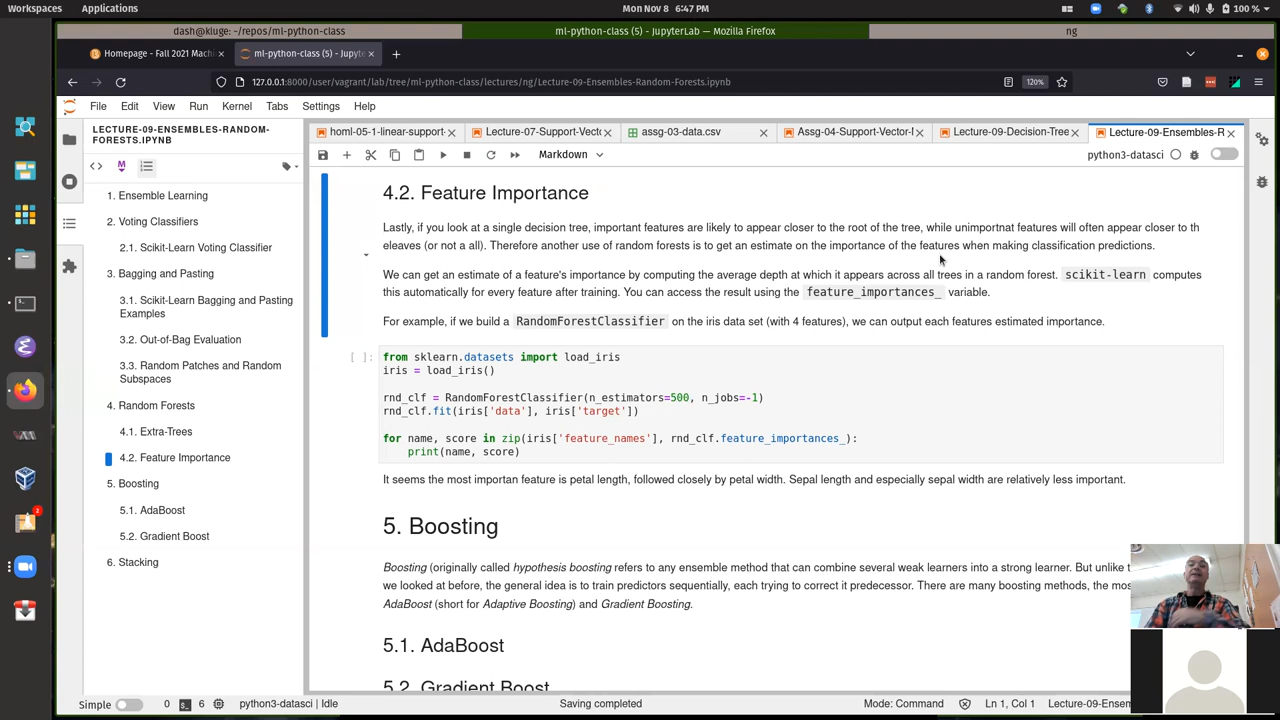 Workspaces Applications Mon Nov 8 6:47 PM 100 %
dash@kluge: ~/repos/ml-python-class ml-python-class (5) - JupyterLab — Mozilla Firefox ng
Homepage - Fall 2021 Mach ml-python-class (5) - Jupyte
127.0.0.1:8000/user/vagrant/lab/tree/ml-python-class/lectures/ng/Lecture-09-Ensembles-Random-Forests.ipynb 120%
File Edit View Run Kernel Tabs Settings Help
LECTURE-09-ENSEMBLES-RANDOM-
FORESTS.IPYNB
1. Ensemble Learning
2. Voting Classifiers
2.1. Scikit-Learn Voting Classifier
3. Bagging and Pasting
3.1. Scikit-Learn Bagging and Pasting
Examples
3.2. Out-of-Bag Evaluation
3.3. Random Patches and Random
Subspaces
4. Random Forests
4.1. Extra-Trees
4.2. Feature Importance
5. Boosting
5.1. AdaBoost
5.2. Gradient Boost
6. Stacking
homl-05-1-linear-support- Lecture-07-Support-Vecto assg-03-data.csv Assg-04-Support-Vector-I Lecture-09-Decision-Tree Lecture-09-Ensembles-R
Markdown python3-datasci
4.2. Feature Importance
Lastly, if you look at a single decision tree, important features are likely to appear closer to the root of the tree, while unimportnat features will often appear closer to th
eleaves (or not a all). Therefore another use of random forests is to get an estimate on the importance of the features when making classification predictions.
We can get an estimate of a feature's importance by computing the average depth at which it appears across all trees in a random forest. scikit-learn computes
this automatically for every feature after training. You can access the result using the feature_importances_ variable.
For example, if we build a RandomForestClassifier on the iris data set (with 4 features), we can output each features estimated importance.
[ ]: from sklearn.datasets import load_iris
iris = load_iris()
rnd_clf = RandomForestClassifier(n_estimators=500, n_jobs=-1)
rnd_clf.fit(iris['data'], iris['target'])
for name, score in zip(iris['feature_names'], rnd_clf.feature_importances_):
print(name, score)
It seems the most importan feature is petal length, followed closely by petal width. Sepal length and especially sepal width are relatively less important.
5. Boosting
Boosting (originally called hypothesis boosting refers to any ensemble method that can combine several weak learners into a strong learner. But unlike t
we looked at before, the general idea is to train predictors sequentially, each trying to correct it predecessor. There are many boosting methods, the mos
AdaBoost (short for Adaptive Boosting) and Gradient Boosting.
5.1. AdaBoost
5.2. Gradient Boost
Simple 0 6 python3-datasci | Idle Saving completed Mode: Command Ln 1, Col 1 Lecture-09-Ensem